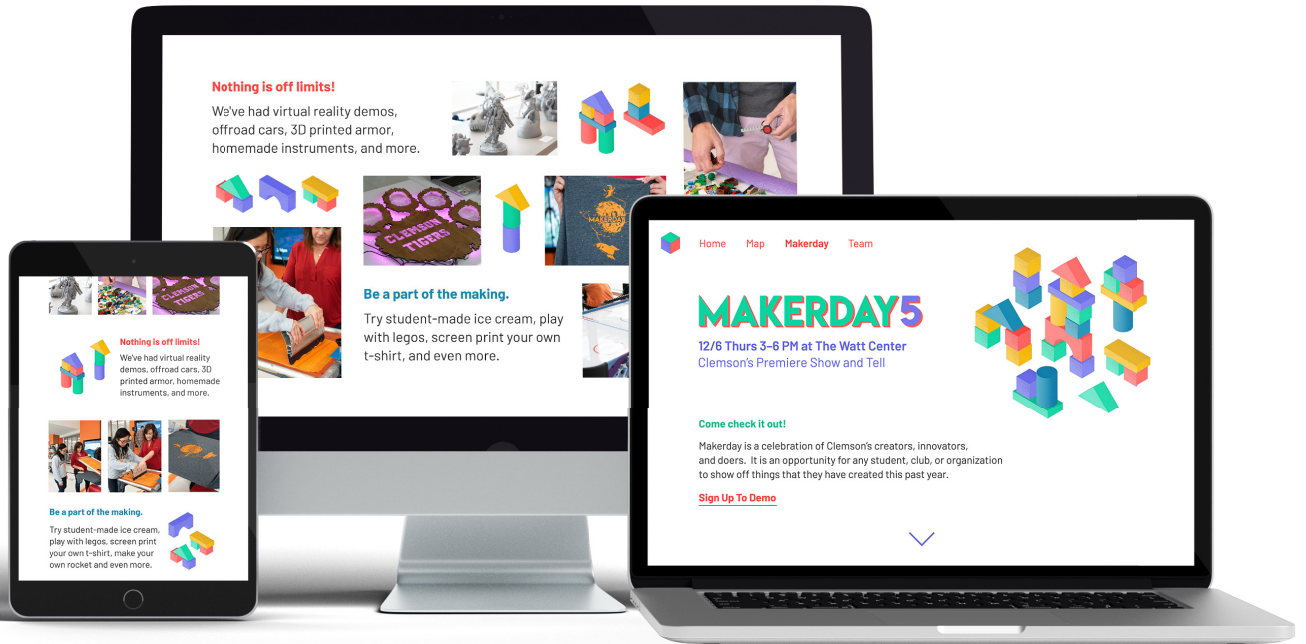 Nothing is off limits!
We've had virtual reality demos,
offroad cars, 3D printed armor,
homemade instruments, and more.
CLEMSON
TIGERS
MAKERDAY
Be a part of the making.
Try student-made ice cream, play
with legos, screen print your own
t-shirt, and even more.
CLEMSON
TIGERS
Nothing is off limits!
We've had virtual reality
demos, offroad cars, 3D
printed armor, homemade
instruments, and more.
Be a part of the making.
Try student-made ice cream,
play with legos, screen print
your own t-shirt, make your
own rocket and even more.
Home Map Makerday Team
MAKERDAY5
12/6 Thurs 3–6 PM at The Watt Center
Clemson's Premiere Show and Tell
Come check it out!
Makerday is a celebration of Clemson's creators, innovators,
and doers. It is an opportunity for any student, club, or organization
to show off things that they have created this past year.
Sign Up To Demo